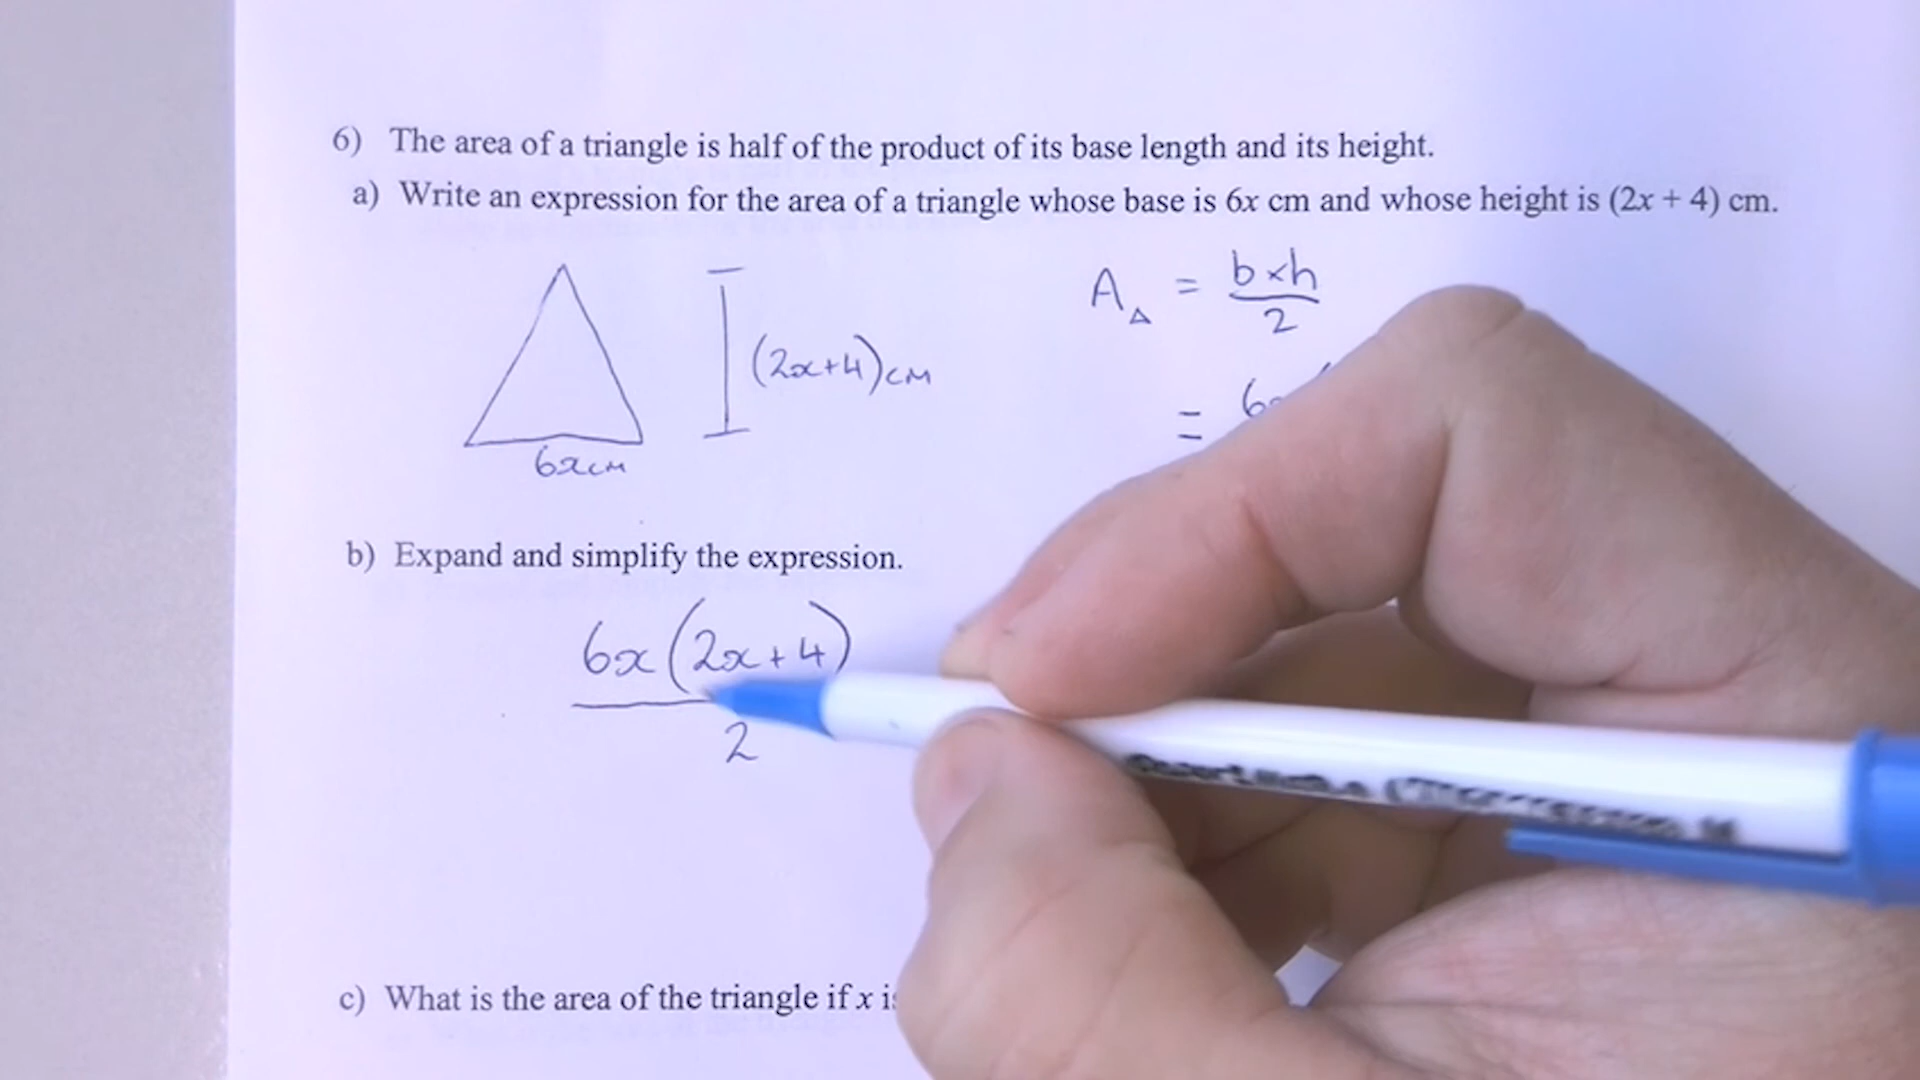 6) The area of a triangle is half of the product of its base length and its height.
a) Write an expression for the area of a triangle whose base is 6x cm and whose height is (2x + 4) cm.
A△ = b×h
2
(2x+4)cm
= 6
6xcm
b) Expand and simplify the expression.
6x(2x+4)
2
c) What is the area of the triangle if x